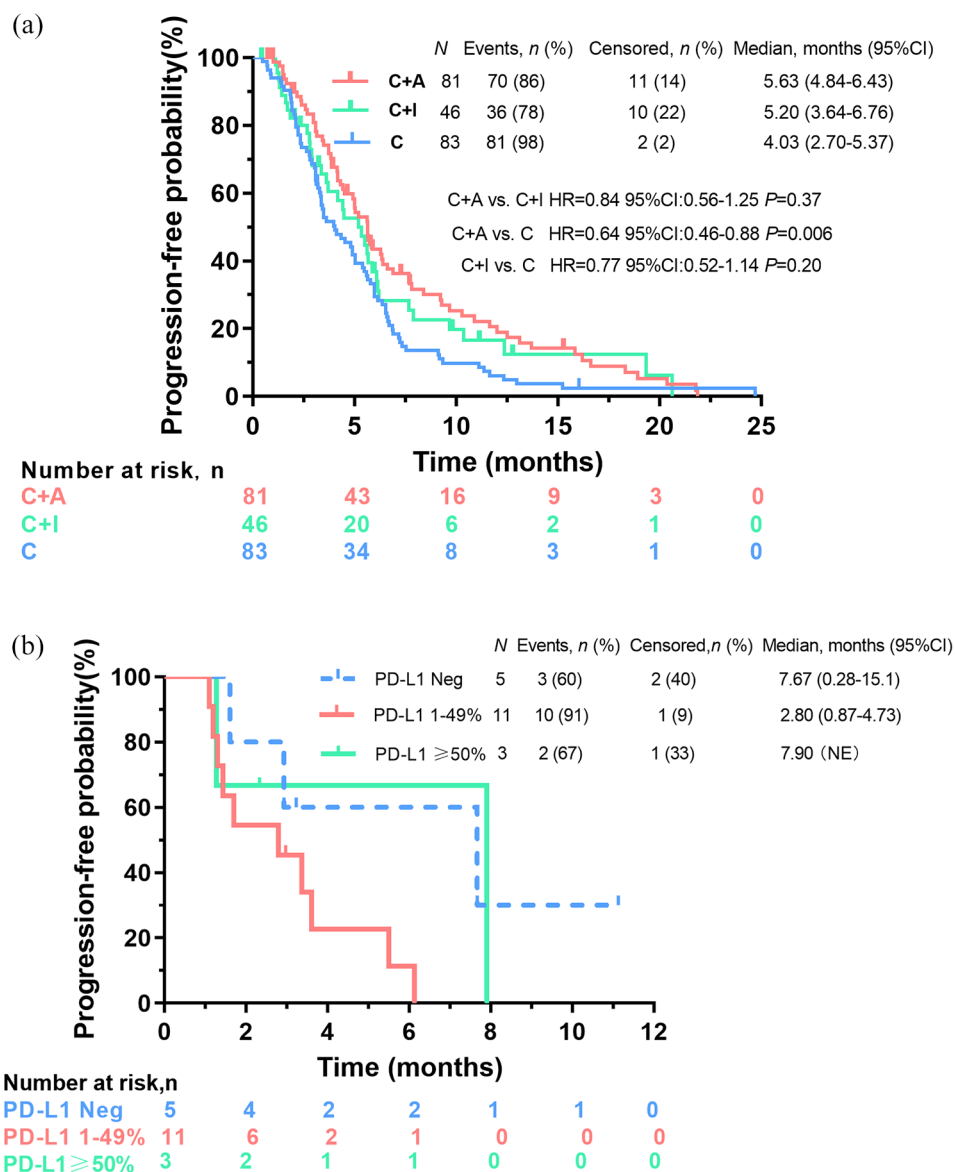 (a)
N Events, n (%) Censored, n (%) Median, months (95%CI)
C+A 81 70 (86) 11 (14) 5.63 (4.84-6.43)
C+I 46 36 (78) 10 (22) 5.20 (3.64-6.76)
C 83 81 (98) 2 (2) 4.03 (2.70-5.37)
C+A vs. C+I HR=0.84 95%CI:0.56-1.25 P=0.37
C+A vs. C HR=0.64 95%CI:0.46-0.88 P=0.006
C+I vs. C HR=0.77 95%CI:0.52-1.14 P=0.20
Progression-free probability(%)
100
80
60
40
20
0
0 5 10 15 20 25
Time (months)
Number at risk, n
C+A 81 43 16 9 3 0
C+I 46 20 6 2 1 0
C 83 34 8 3 1 0
(b)
N Events, n (%) Censored,n (%) Median, months (95%CI)
PD-L1 Neg 5 3 (60) 2 (40) 7.67 (0.28-15.1)
PD-L1 1-49% 11 10 (91) 1 (9) 2.80 (0.87-4.73)
PD-L1 ≥50% 3 2 (67) 1 (33) 7.90 (NE)
Progression-free probability(%)
100
80
60
40
20
0
0 2 4 6 8 10 12
Time (months)
Number at risk,n
PD-L1 Neg 5 4 2 2 1 1 0
PD-L1 1-49% 11 6 2 1 0 0 0
PD-L1≥50% 3 2 1 1 0 0 0